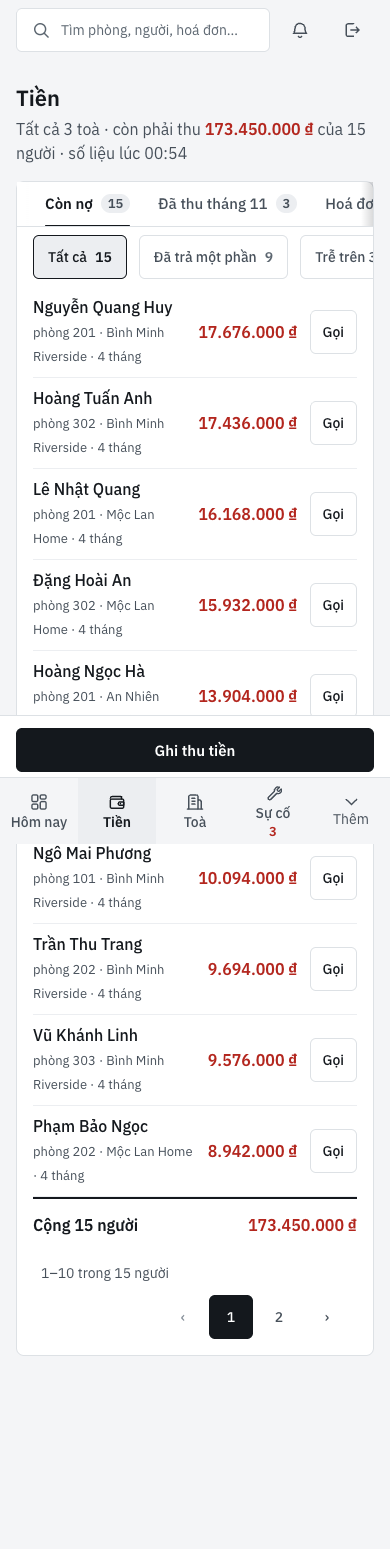 Tìm phòng, người, hoá đơn...
Tiền
Tất cả 3 toà · còn phải thu 173.450.000 ₫ của 15
người · số liệu lúc 00:54
Còn nợ 15 Đã thu tháng 11 3 Hoá đơ
Tất cả 15 Đã trả một phần 9 Trễ trên 3
Nguyễn Quang Huy
phòng 201 · Bình Minh
Riverside · 4 tháng
17.676.000 ₫ Gọi
Hoàng Tuấn Anh
phòng 302 · Bình Minh
Riverside · 4 tháng
17.436.000 ₫ Gọi
Lê Nhật Quang
phòng 201 · Mộc Lan
Home · 4 tháng
16.168.000 ₫ Gọi
Đặng Hoài An
phòng 302 · Mộc Lan
Home · 4 tháng
15.932.000 ₫ Gọi
Hoàng Ngọc Hà
phòng 201 · An Nhiên
13.904.000 ₫ Gọi
Ghi thu tiền
Hôm nay Tiền Toà Sự cố 3 Thêm
Ngô Mai Phương
phòng 101 · Bình Minh
Riverside · 4 tháng
10.094.000 ₫ Gọi
Trần Thu Trang
phòng 202 · Bình Minh
Riverside · 4 tháng
9.694.000 ₫ Gọi
Vũ Khánh Linh
phòng 303 · Bình Minh
Riverside · 4 tháng
9.576.000 ₫ Gọi
Phạm Bảo Ngọc
phòng 202 · Mộc Lan Home
· 4 tháng
8.942.000 ₫ Gọi
Cộng 15 người 173.450.000 ₫
1–10 trong 15 người
‹ 1 2 ›